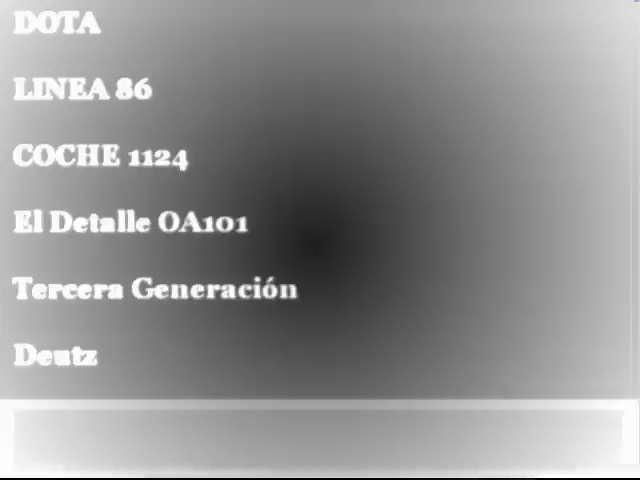 DOTA
LINEA 86
COCHE 1124
El Detalle OA101
Tercera Generación
Deutz